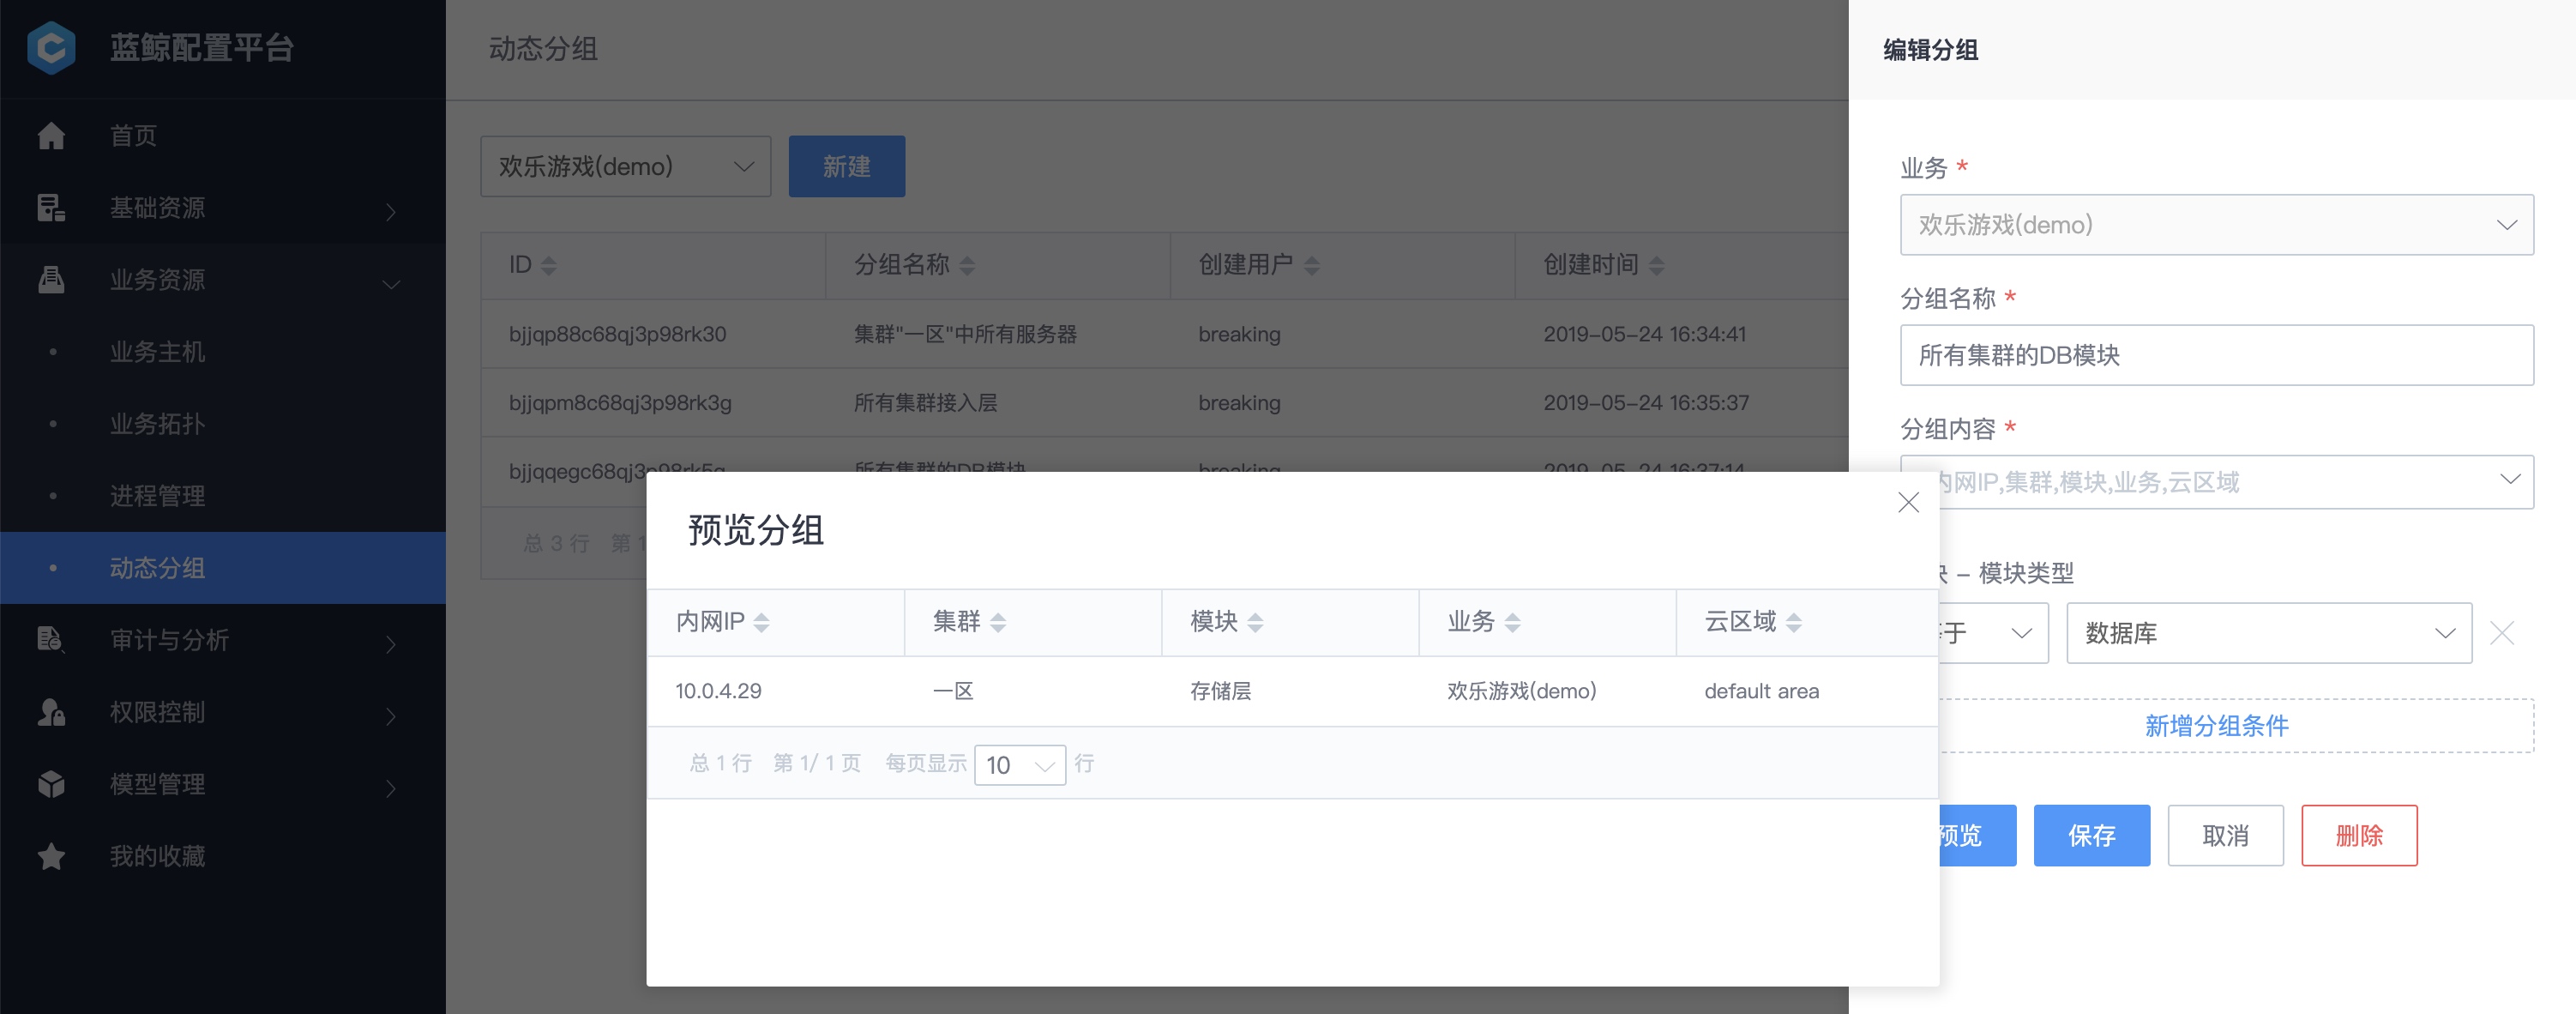 蓝鲸配置平台
首页
基础资源
业务资源
业务主机
业务拓扑
进程管理
动态分组
审计与分析
权限控制
模型管理
我的收藏
动态分组
欢乐游戏(demo) 新建
ID 分组名称 创建用户 创建时间
bjjqp88c68qj3p98rk30 集群"一区"中所有服务器 breaking 2019-05-24 16:34:41
bjjqpm8c68qj3p98rk3g 所有集群接入层 breaking 2019-05-24 16:35:37
bjjqqegc68qj3p98rk5g 所有集群的DB模块 breaking 2019-05-24 16:37:14
总 3 行 第 1
预览分组
内网IP 集群 模块 业务 云区域
10.0.4.29 一区 存储层 欢乐游戏(demo) default area
总 1 行 第 1/ 1 页 每页显示 10 行
编辑分组
业务 *
欢乐游戏(demo)
分组名称 *
所有集群的DB模块
分组内容 *
内网IP,集群,模块,业务,云区域
块 - 模块类型
等于 数据库
新增分组条件
预览 保存 取消 删除